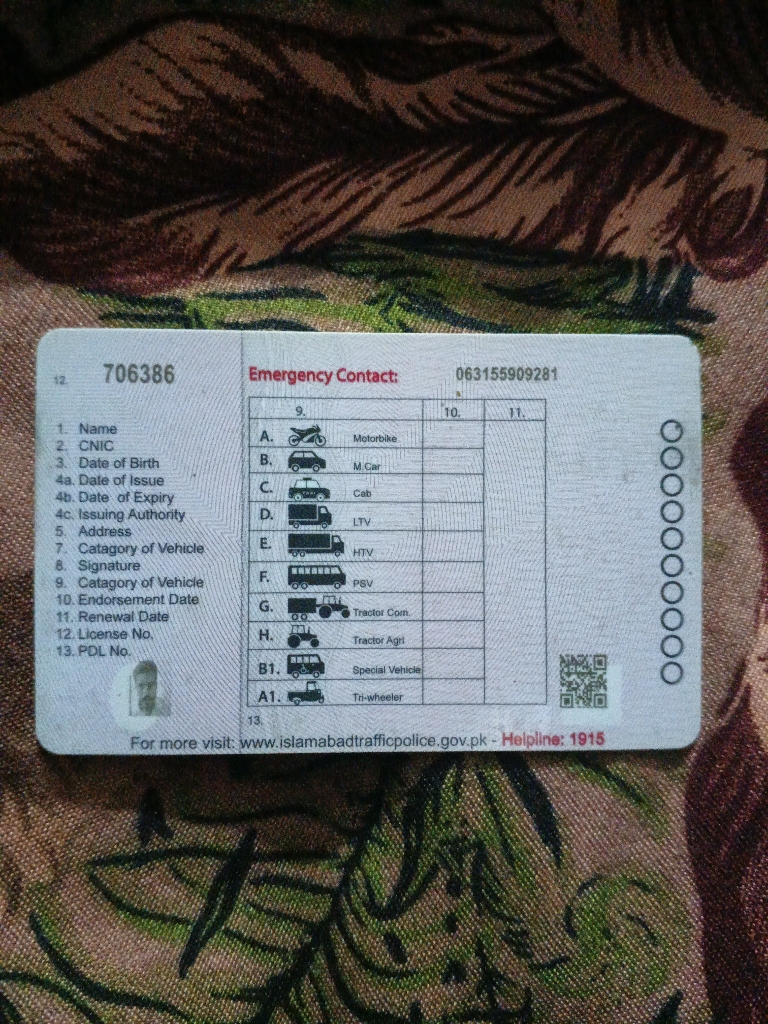 12. 706386
Emergency Contact: 063155909281
1. Name
2. CNIC
3. Date of Birth
4a. Date of Issue
4b. Date of Expiry
4c. Issuing Authority
5. Address
7. Catagory of Vehicle
8. Signature
9. Catagory of Vehicle
10. Endorsement Date
11. Renewal Date
12. License No.
13. PDL No.
9. 10. 11.
A. Motorbike
B. M.Car
C. Cab
D. LTV
E. HTV
F. PSV
G. Tractor Com.
H. Tractor Agri
B1. Special Vehicle
A1. Tri-wheeler
13.
For more visit: www.islamabadtrafficpolice.gov.pk - Helpline: 1915